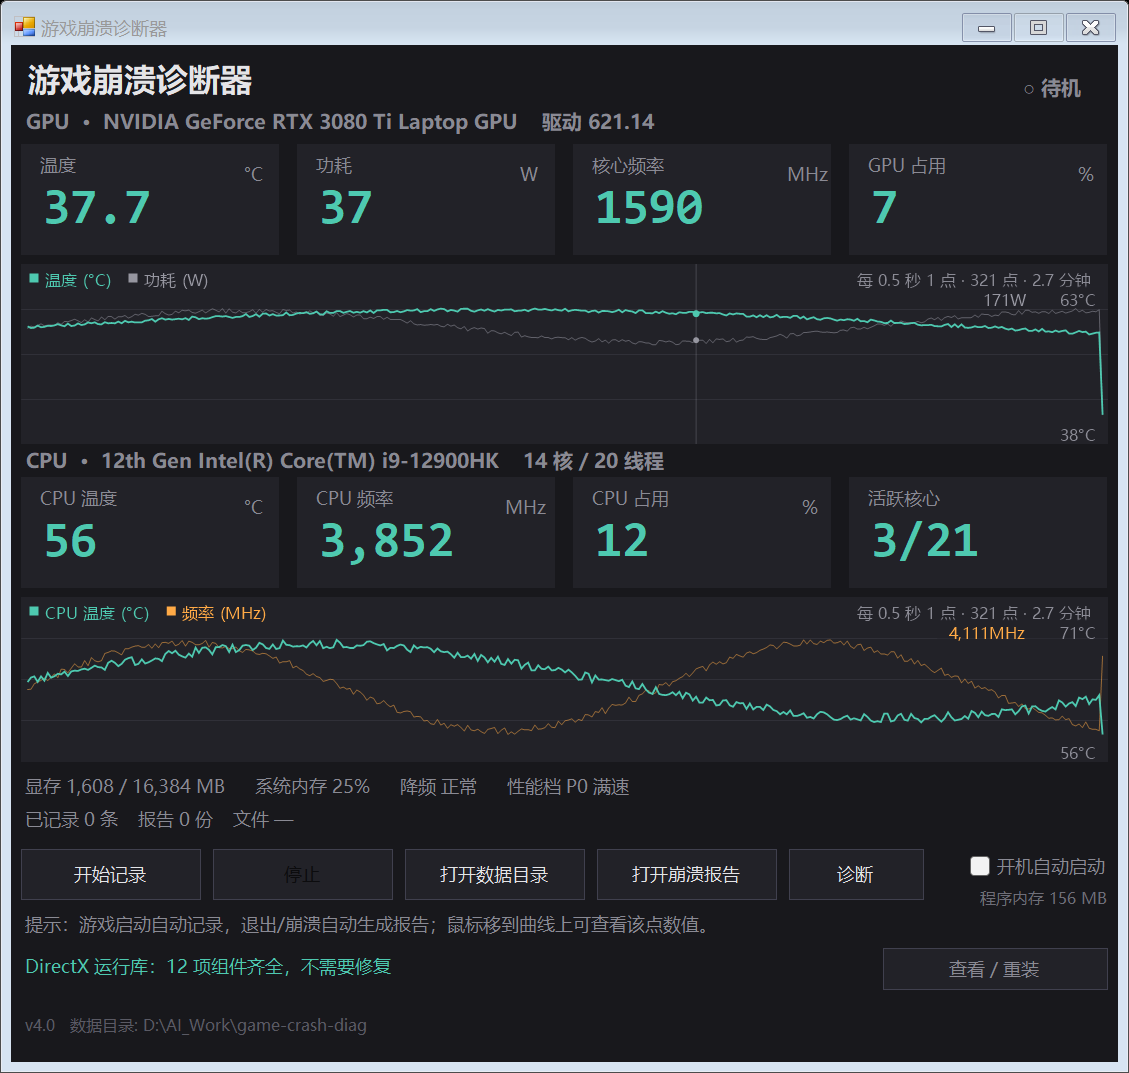 游戏崩溃诊断器
游戏崩溃诊断器
○ 待机
GPU • NVIDIA GeForce RTX 3080 Ti Laptop GPU 驱动 621.14
温度 °C
37.7
功耗 W
37
核心频率 MHz
1590
GPU 占用 %
7
温度 (°C) 功耗 (W) 每 0.5 秒 1 点 · 321 点 · 2.7 分钟
171W 63°C
38°C
CPU • 12th Gen Intel(R) Core(TM) i9-12900HK 14 核 / 20 线程
CPU 温度 °C
56
CPU 频率 MHz
3,852
CPU 占用 %
12
活跃核心
3/21
CPU 温度 (°C) 频率 (MHz) 每 0.5 秒 1 点 · 321 点 · 2.7 分钟
4,111MHz 71°C
56°C
显存 1,608 / 16,384 MB 系统内存 25% 降频 正常 性能档 P0 满速
已记录 0 条 报告 0 份 文件 —
开始记录 停止 打开数据目录 打开崩溃报告 诊断 开机自动启动
程序内存 156 MB
提示：游戏启动自动记录，退出/崩溃自动生成报告；鼠标移到曲线上可查看该点数值。
DirectX 运行库：12 项组件齐全，不需要修复
查看 / 重装
v4.0 数据目录: D:\AI_Work\game-crash-diag